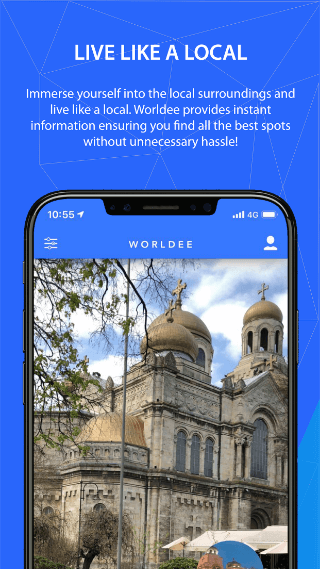 LIVE LIKE A LOCAL
Immerse yourself into the local surroundings and
live like a local. Worldee provides instant
information ensuring you find all the best spots
without unnecessary hassle!
10:55 4G
WORLDEE